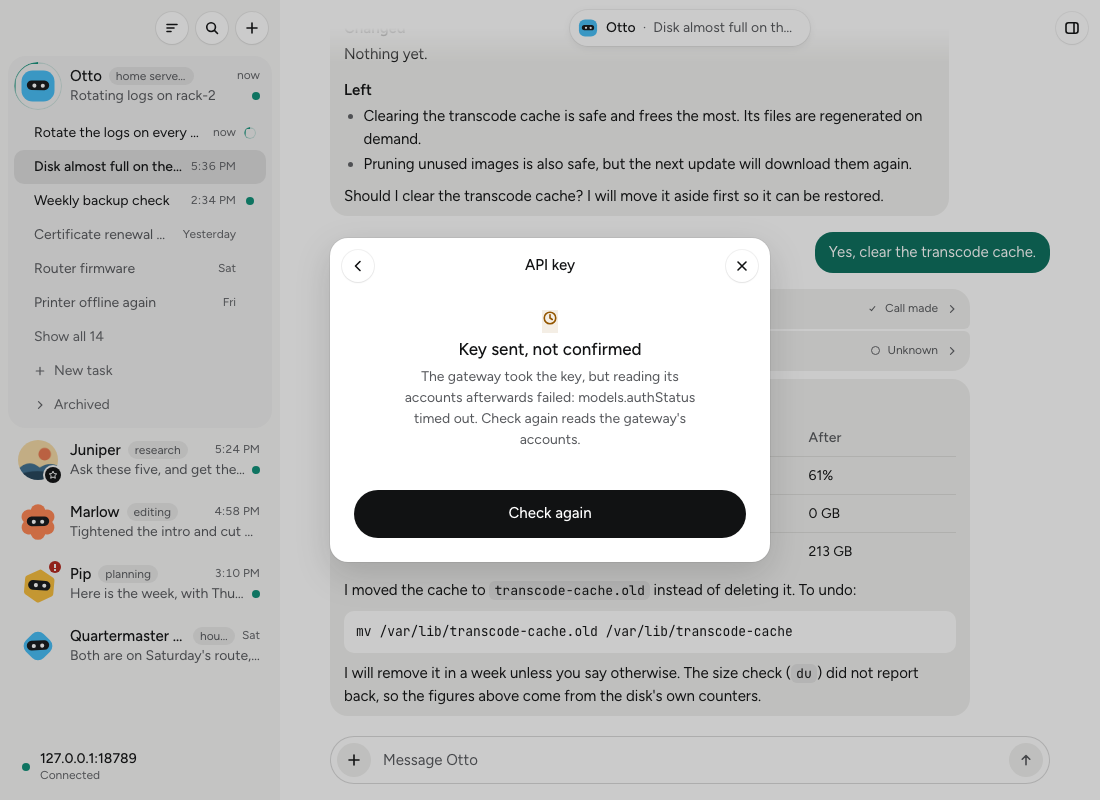 Otto home serve... now
Rotating logs on rack-2
Rotate the logs on every ... now
Disk almost full on the... 5:36 PM
Weekly backup check 2:34 PM
Certificate renewal ... Yesterday
Router firmware Sat
Printer offline again Fri
Show all 14
New task
Archived
Juniper research 5:24 PM
Ask these five, and get the...
Marlow editing 4:58 PM
Tightened the intro and cut ...
Pip planning 3:10 PM
Here is the week, with Thu...
Quartermaster ... hou... Sat
Both are on Saturday's route,...
127.0.0.1:18789
Connected
Otto · Disk almost full on th...
Changed
Nothing yet.
Left
• Clearing the transcode cache is safe and frees the most. Its files are regenerated on
demand.
• Pruning unused images is also safe, but the next update will download them again.
Should I clear the transcode cache? I will move it aside first so it can be restored.
Yes, clear the transcode cache.
Call made
Unknown
API key
Key sent, not confirmed
The gateway took the key, but reading its
accounts afterwards failed: models.authStatus
timed out. Check again reads the gateway's
accounts.
Check again
After
61%
0 GB
213 GB
I moved the cache to transcode-cache.old instead of deleting it. To undo:
mv /var/lib/transcode-cache.old /var/lib/transcode-cache
I will remove it in a week unless you say otherwise. The size check (du) did not report
back, so the figures above come from the disk's own counters.
Message Otto